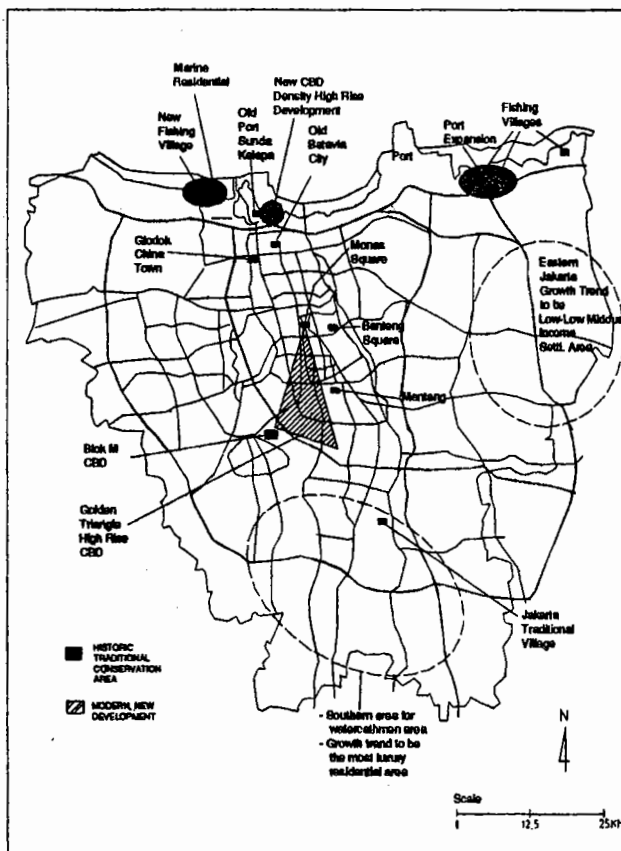 Marine
Residential
New CBD
Density High Rise
Development
New
Fishing
Village
Old
Port
Sunda
Kelapa
Old
Batavia
City
Port
Port
Expansion
Fishing
Villages
Glodok
China
Town
Monas
Square
Eastern
Jakarta
Growth Trend
to be
Low-Low Middle
Income
Settl. Area
Banteng
Square
Menteng
Blok M
CBD
Golden
Triangle
High Rise
CBD
Jakarta
Traditional
Village
HISTORIC
TRADITIONAL
CONSERVATION
AREA
MODERN, NEW
DEVELOPMENT
- Southern area for
watercathmen area
- Growth trend to be
the most luxury
residential area
N
Scale
0 12,5 25KM